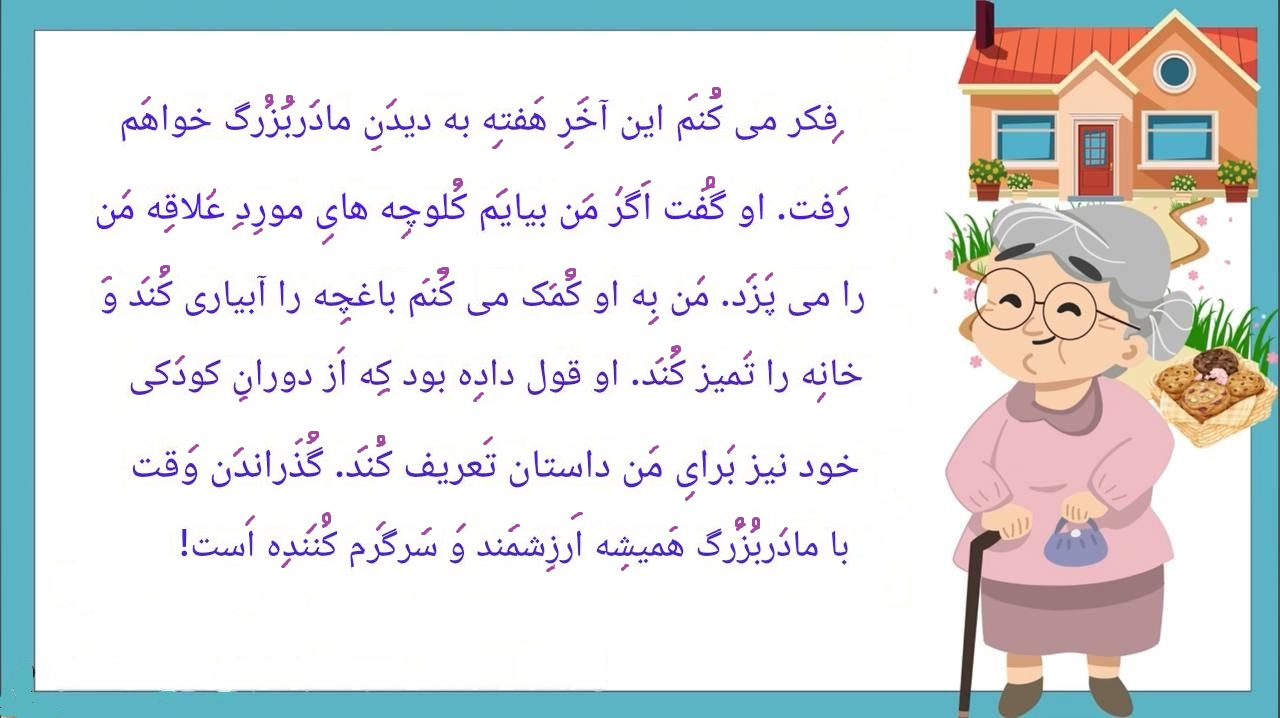 فِکر می کُنَم این آخَرِ هَفتِه به دیدَنِ مادَربُزُرگ خواهَم
رَفت. او گُفت اَگَر مَن بیایَم کُلوچِه هایِ مورِدِ عَلاقِه مَن
را می پَزَد. مَن بِه او کُمَک می کُنَم باغچِه را آبیاری کُنَد وَ
خانِه را تَمیز کُنَد. او قول دادِه بود کِه اَز دورانِ کودَکی
خود نیز بَرایِ مَن داستان تَعریف کُنَد. گُذَراندَن وَقت
با مادَربُزُرگ هَمیشِه اَرزِشمَند وَ سَرگَرم کُنَندِه اَست!